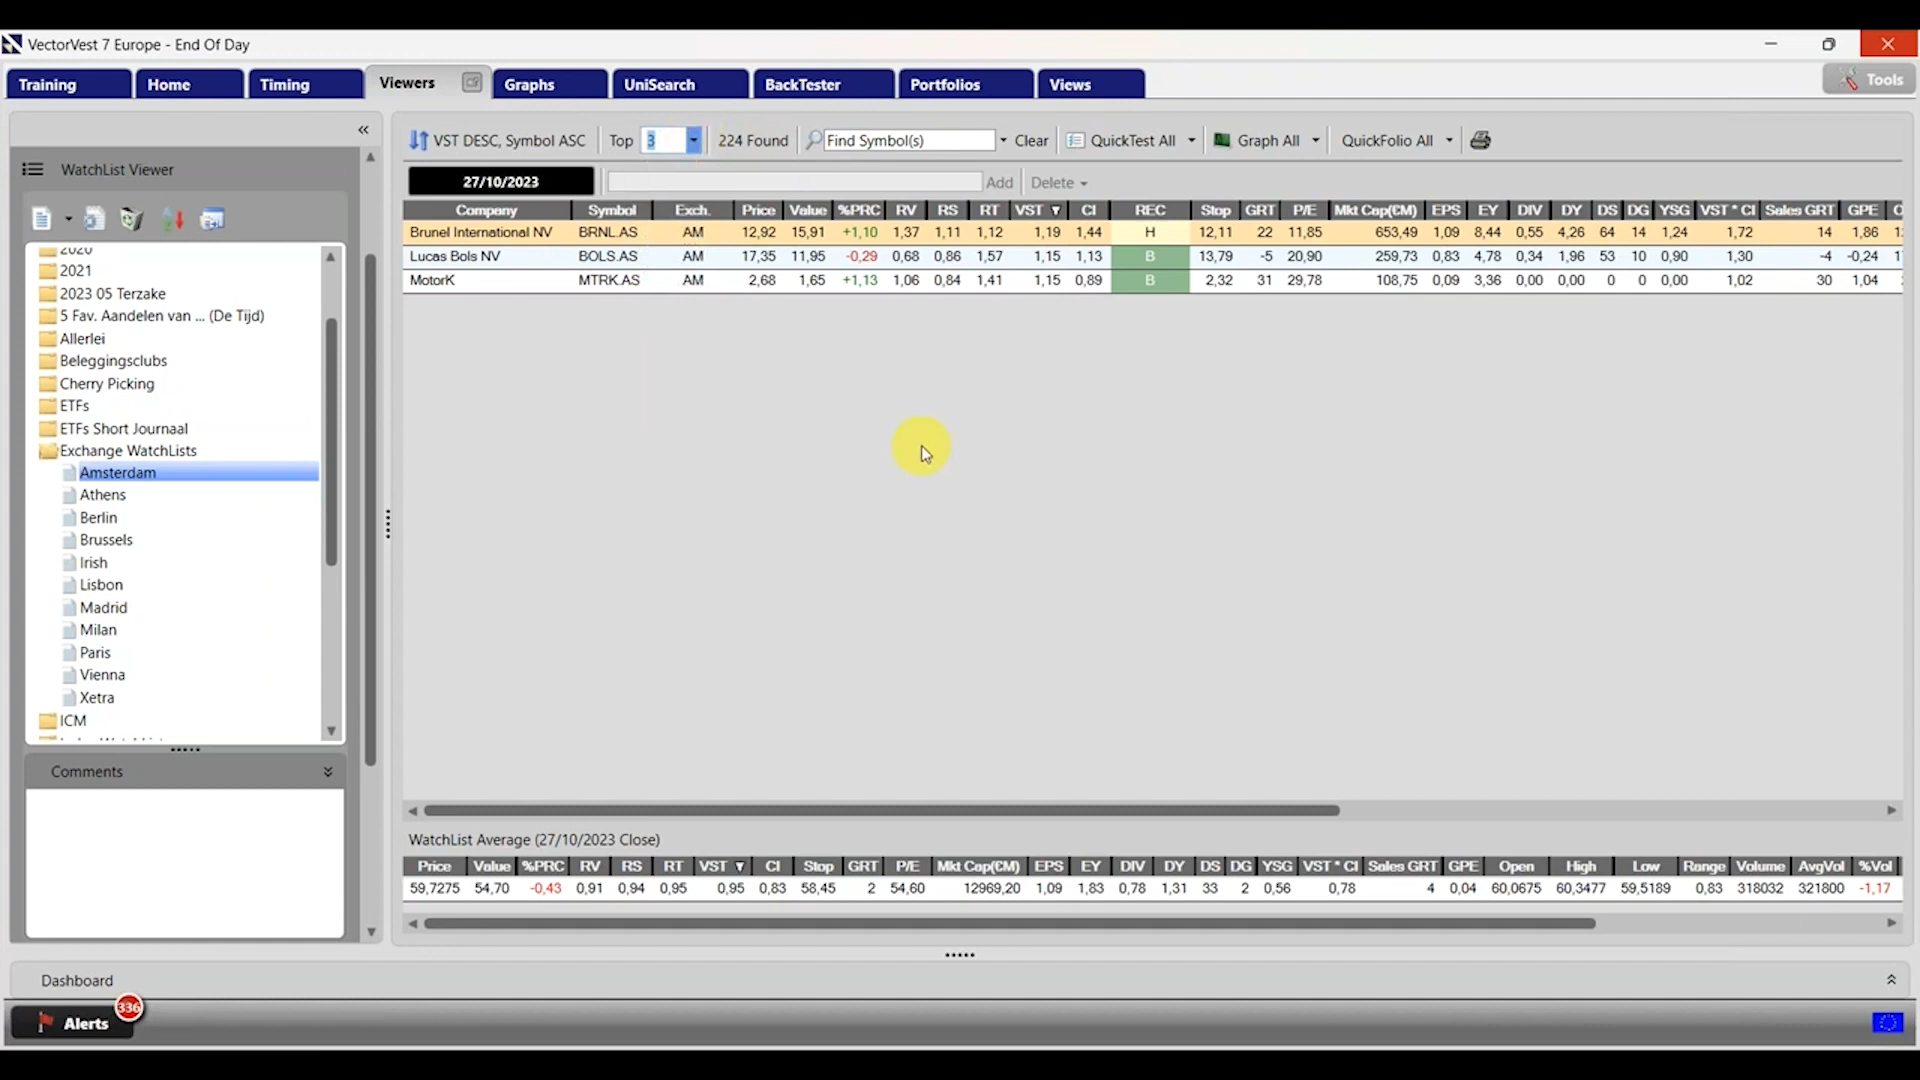 VectorVest 7 Europe - End Of Day
Training Home Timing Viewers Graphs UniSearch BackTester Portfolios Views Tools
VST DESC, Symbol ASC Top 3 224 Found Find Symbol(s) Clear QuickTest All Graph All QuickFolio All
WatchList Viewer
27/10/2023 Add Delete
Company Symbol Exch. Price Value %PRC RV RS RT VST CI REC Stop GRT P/E Mkt Cap(€M) EPS EY DIV DY DS DG YSG VST * CI Sales GRT GPE
Brunel International NV BRNL.AS AM 12,92 15,91 +1,10 1,37 1,11 1,12 1,19 1,44 H 12,11 22 11,85 653,49 1,09 8,44 0,55 4,26 64 14 1,24 1,72 14 1,86
Lucas Bols NV BOLS.AS AM 17,35 11,95 -0,29 0,68 0,86 1,57 1,15 1,13 B 13,79 -5 20,90 259,73 0,83 4,78 0,34 1,96 53 10 0,90 1,30 -4 -0,24
MotorK MTRK.AS AM 2,68 1,65 +1,13 1,06 0,84 1,41 1,15 0,89 B 2,32 31 29,78 108,75 0,09 3,36 0,00 0,00 0 0 0,00 1,02 30 1,04
2020
2021
2023 05 Terzake
5 Fav. Aandelen van ... (De Tijd)
Allerlei
Beleggingsclubs
Cherry Picking
ETFs
ETFs Short Journaal
Exchange WatchLists
Amsterdam
Athens
Berlin
Brussels
Irish
Lisbon
Madrid
Milan
Paris
Vienna
Xetra
ICM
Comments
WatchList Average (27/10/2023 Close)
Price Value %PRC RV RS RT VST CI Stop GRT P/E Mkt Cap(€M) EPS EY DIV DY DS DG YSG VST * CI Sales GRT GPE Open High Low Range Volume AvgVol %Vol
59,7275 54,70 -0,43 0,91 0,94 0,95 0,95 0,83 58,45 2 54,60 12969,20 1,09 1,83 0,78 1,31 33 2 0,56 0,78 4 0,04 60,0675 60,3477 59,5189 0,83 318032 321800 -1,17
Dashboard
Alerts 336